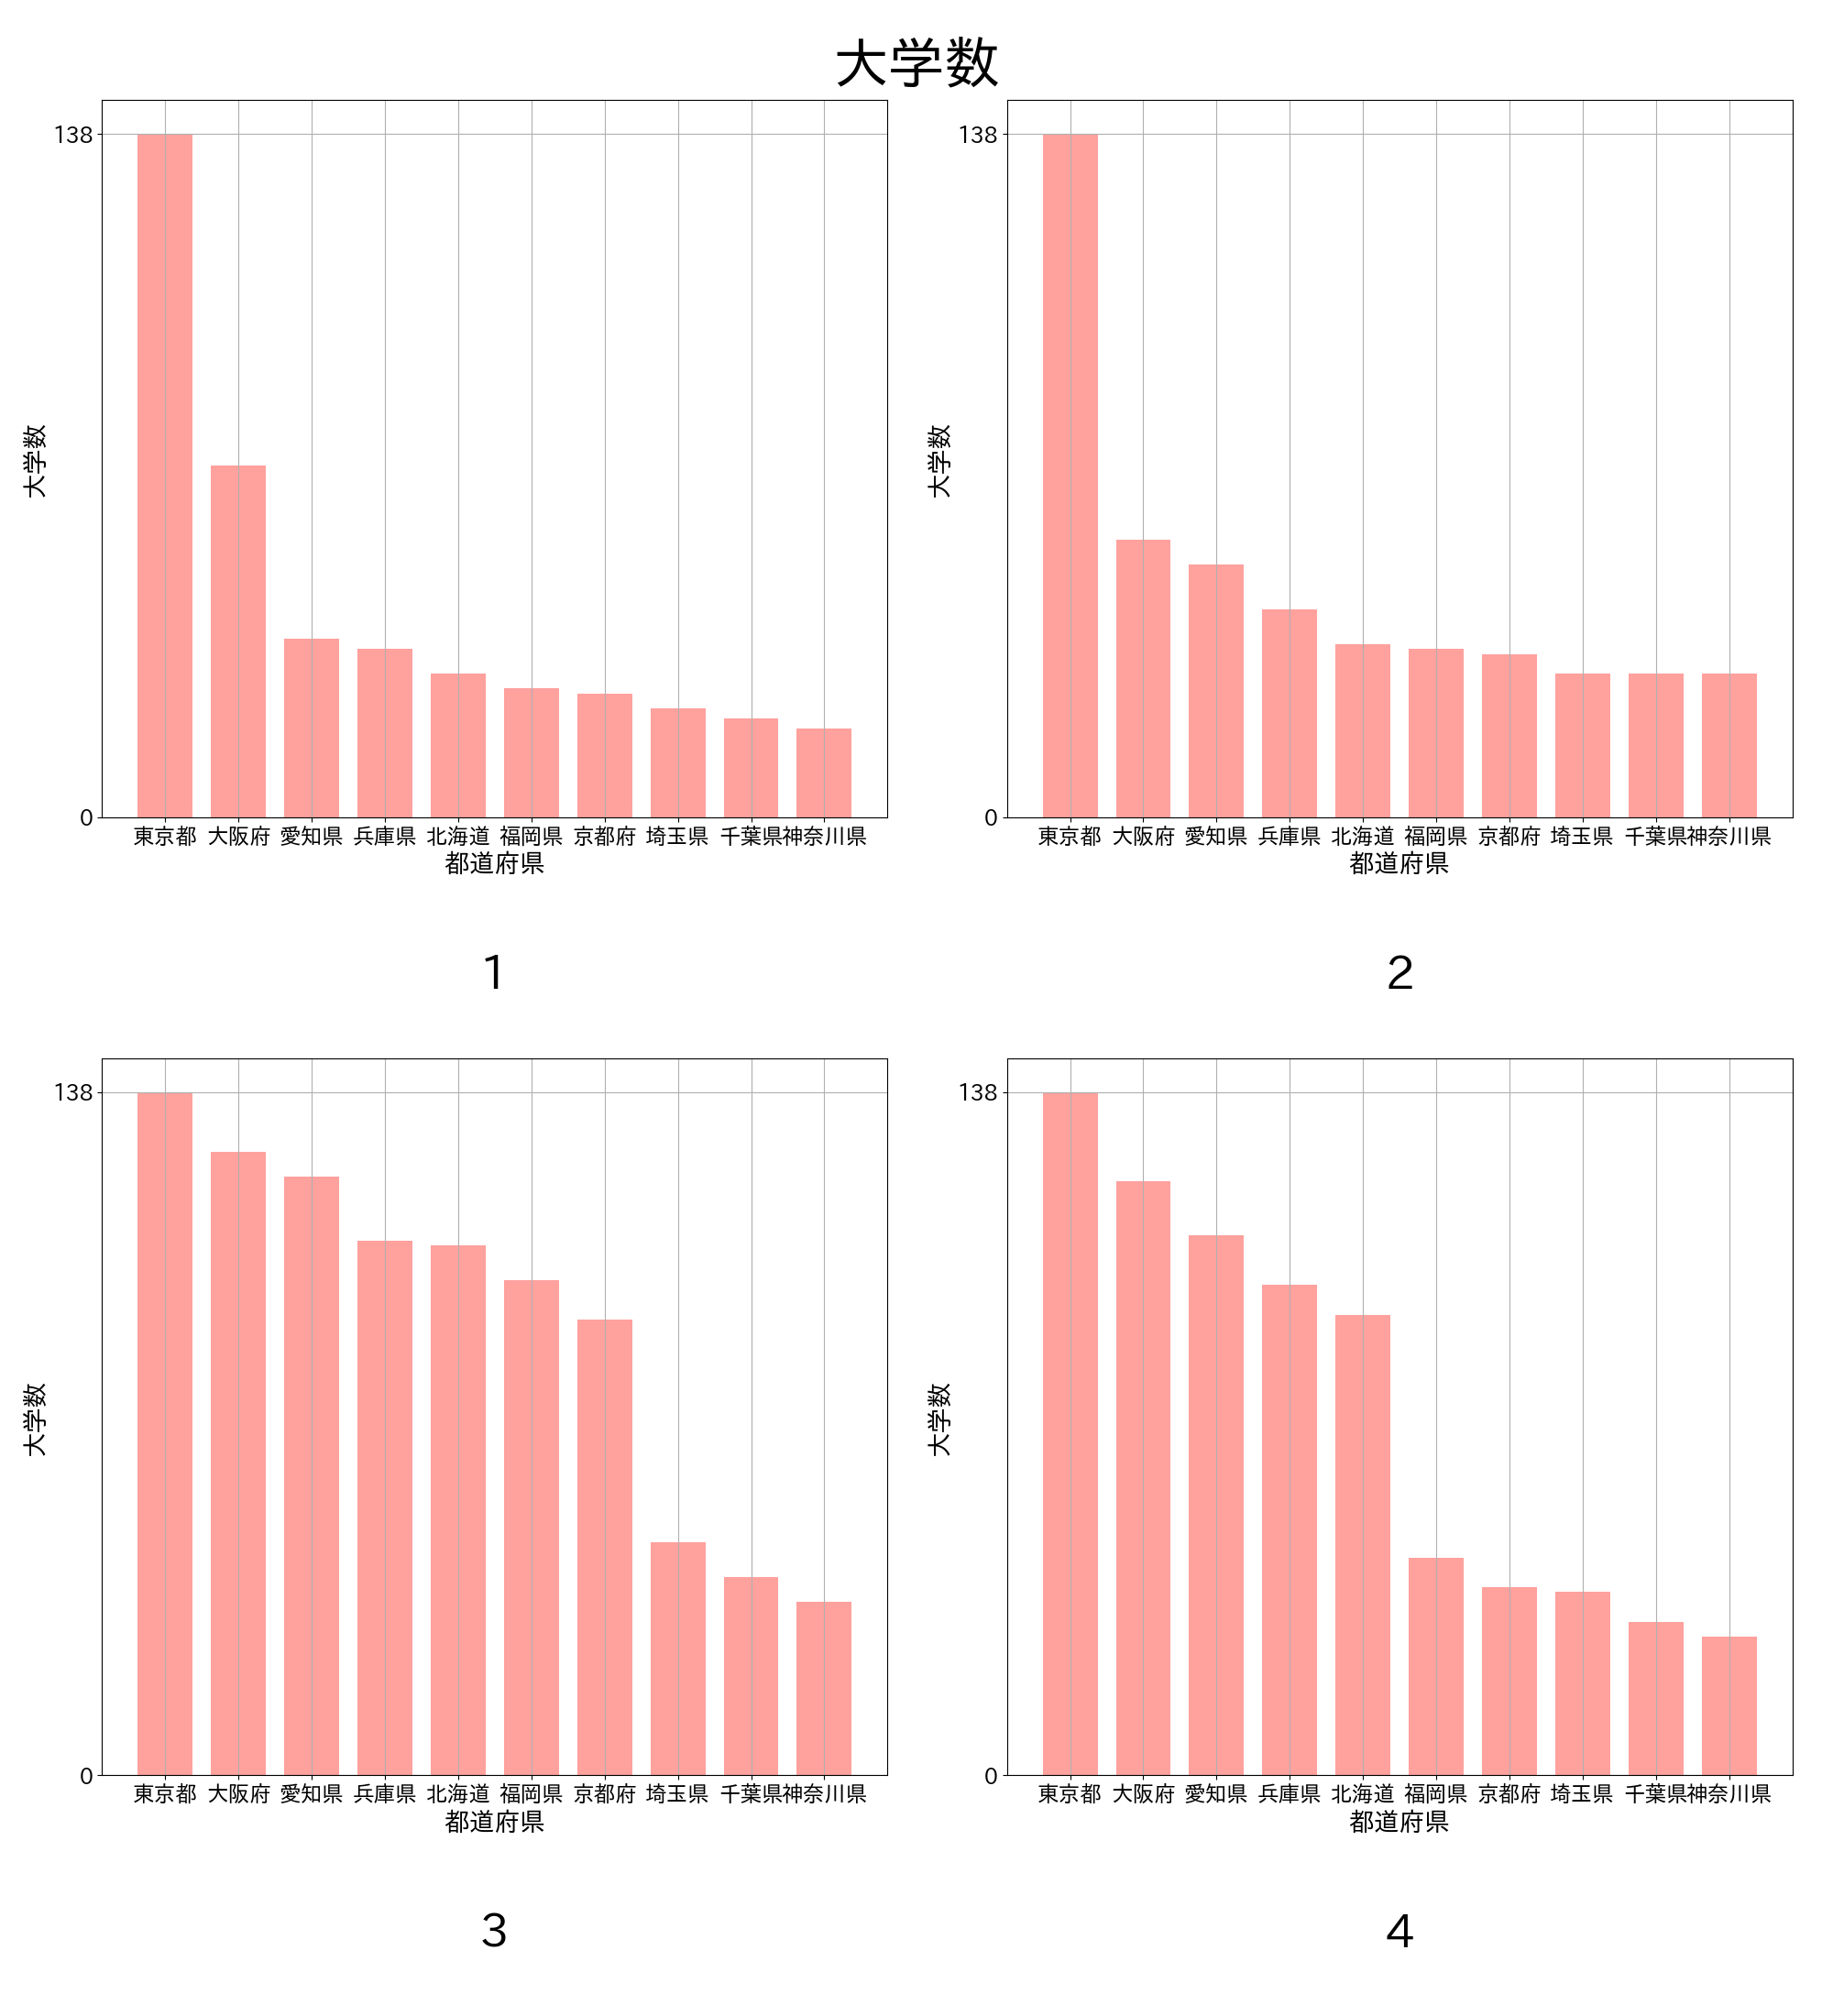 大学数
138
大学数
0
東京都 大阪府 愛知県 兵庫県 北海道 福岡県 京都府 埼玉県 千葉県 神奈川県
都道府県
1
138
大学数
0
東京都 大阪府 愛知県 兵庫県 北海道 福岡県 京都府 埼玉県 千葉県 神奈川県
都道府県
2
138
大学数
0
東京都 大阪府 愛知県 兵庫県 北海道 福岡県 京都府 埼玉県 千葉県 神奈川県
都道府県
3
138
大学数
0
東京都 大阪府 愛知県 兵庫県 北海道 福岡県 京都府 埼玉県 千葉県 神奈川県
都道府県
4